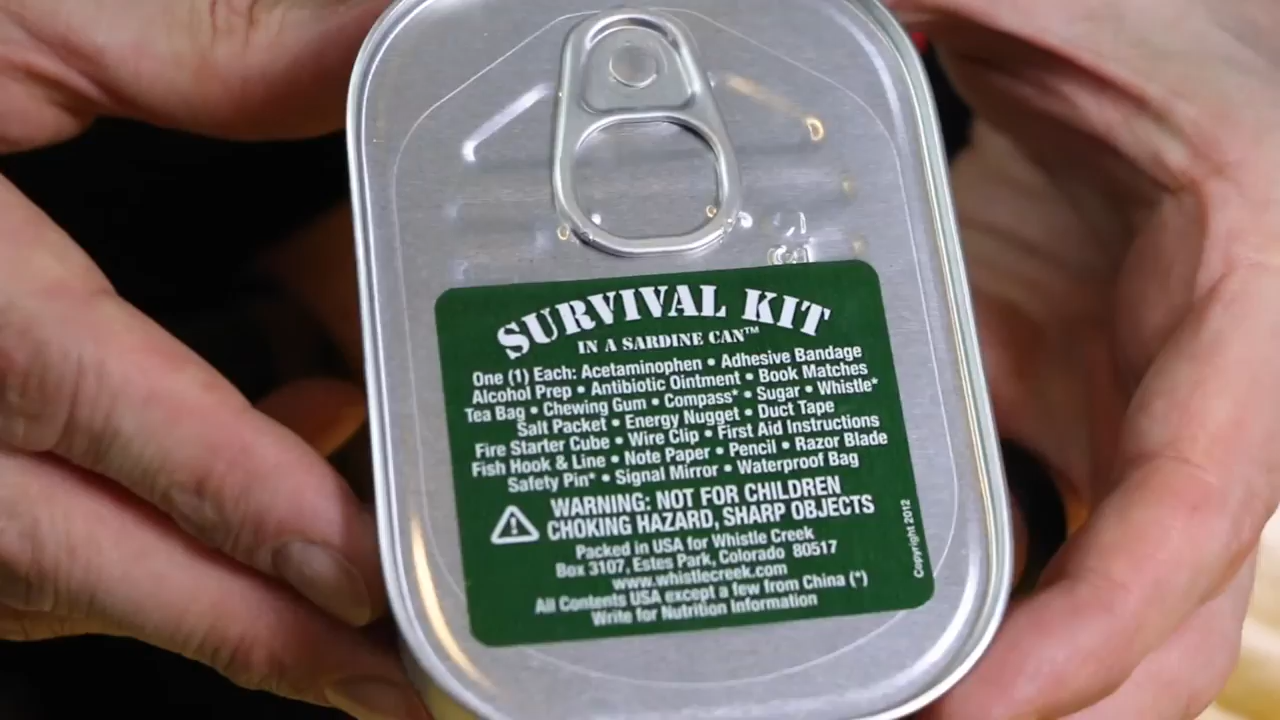 SURVIVAL KIT
IN A SARDINE CAN™
One (1) Each: Acetaminophen • Adhesive Bandage
Alcohol Prep • Antibiotic Ointment • Book Matches
Tea Bag • Chewing Gum • Compass* • Sugar • Whistle*
Salt Packet • Energy Nugget • Duct Tape
Fire Starter Cube • Wire Clip • First Aid Instructions
Fish Hook & Line • Note Paper • Pencil • Razor Blade
Safety Pin* • Signal Mirror • Waterproof Bag
WARNING: NOT FOR CHILDREN
CHOKING HAZARD, SHARP OBJECTS
Packed in USA for Whistle Creek
Box 3107, Estes Park, Colorado 80517
www.whistlecreek.com
All Contents USA except a few from China (*)
Write for Nutrition Information
Copyright 2012